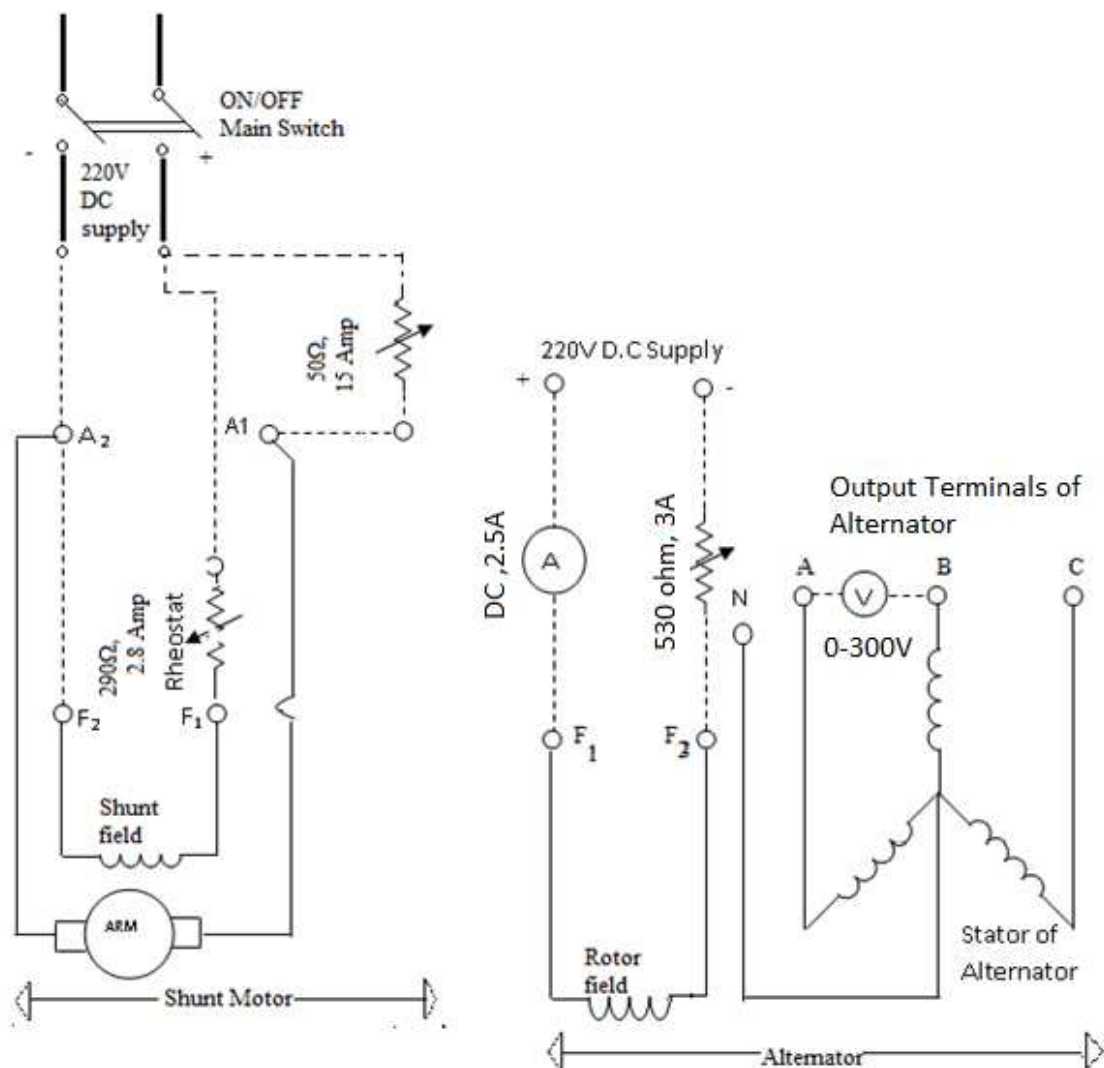 ON/OFF
Main Switch
-
+
220V
DC
supply
50Ω,
15 Amp
A2
A1
290Ω,
2.8 Amp
Rheostat
F2
F1
Shunt
field
ARM
Shunt Motor
220V D.C Supply
+
-
DC ,2.5A
A
530 ohm, 3A
Output Terminals of
Alternator
A
V
B
C
N
0-300V
F1
Rotor
field
Stator of
Alternator
Alternator